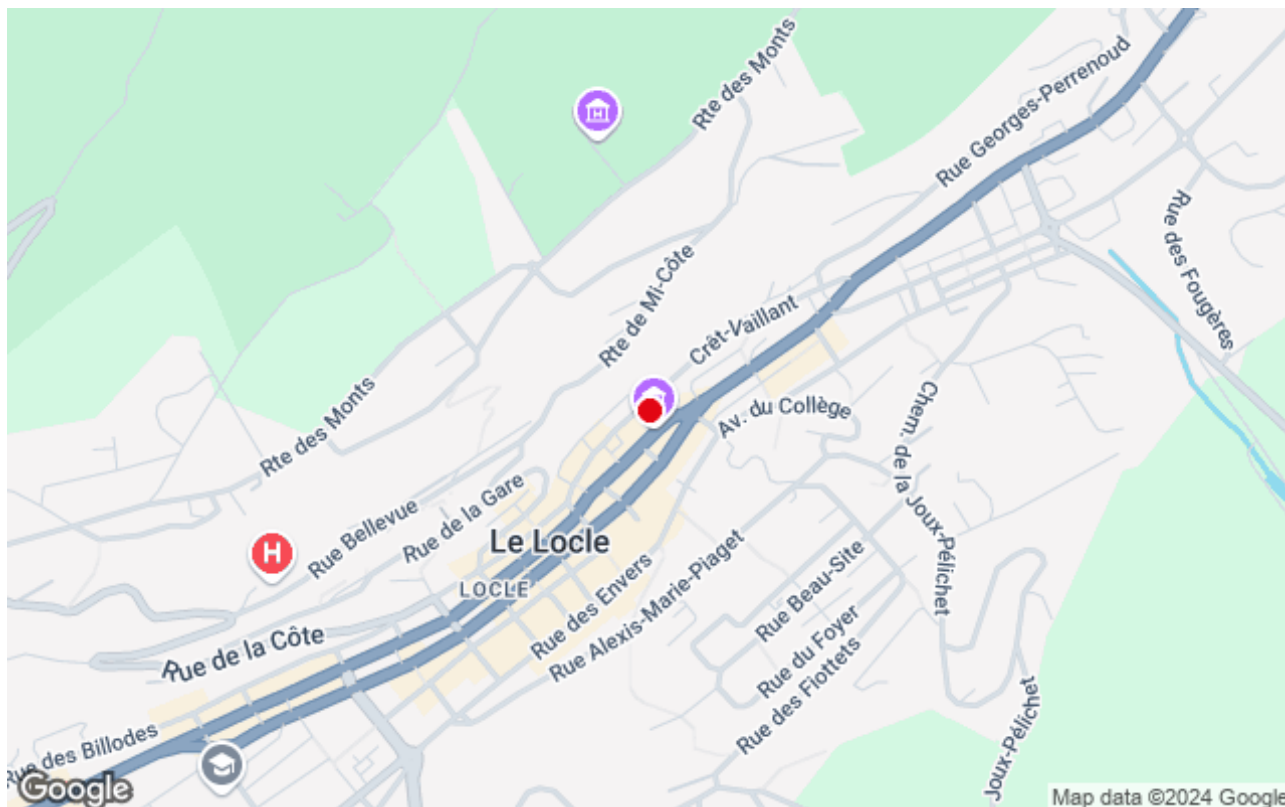 Rte des Monts
Rue Georges-Perrenoud
H
Rue des Fougères
Rte de Mi-Côte
Crêt-Vaillant
Rte des Monts
Av. du Collège
Chem. de la Joux-Pélichet
Rue de la Gare
Rue Bellevue
H
Le Locle
LOCLE
Rue des Envers
Rue Alexis-Marie-Piaget
Rue Beau-Site
Rue du Foyer
Rue des Fiottets
Rue de la Côte
Joux-Pélichet
Rue des Billodes
Google
Map data ©2024 Google